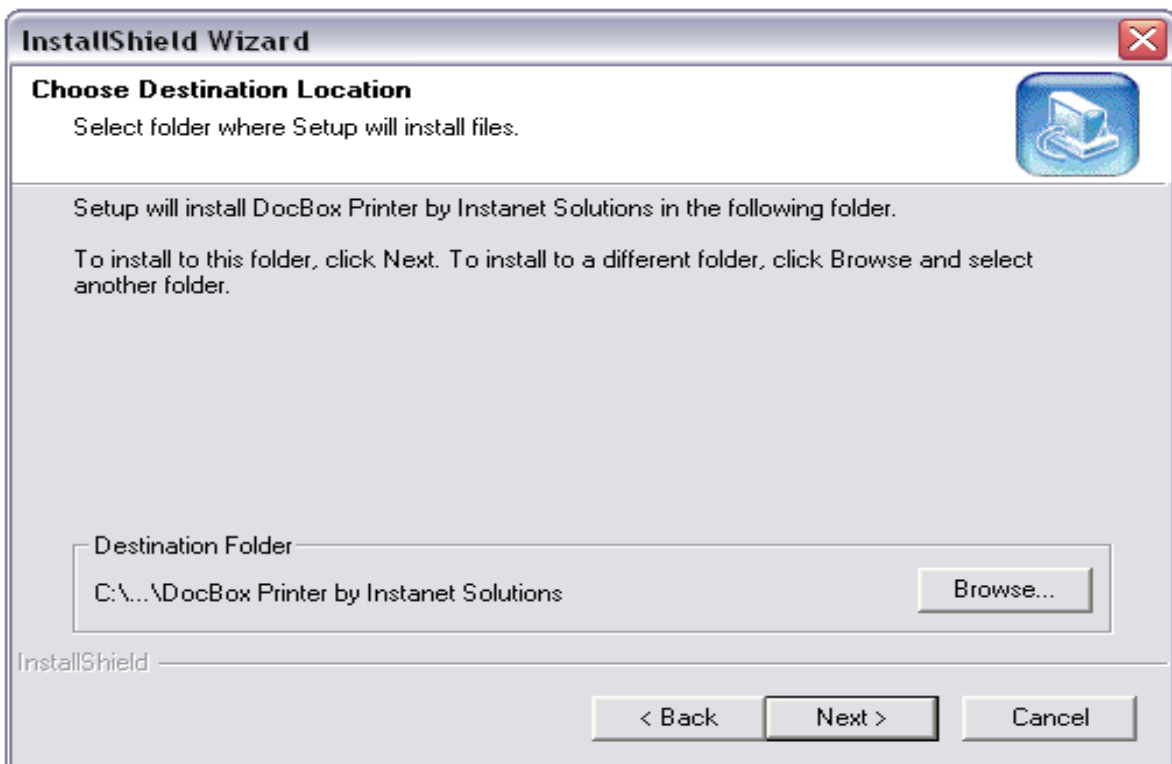 InstallShield Wizard
Choose Destination Location
Select folder where Setup will install files.
Setup will install DocBox Printer by Instanet Solutions in the following folder.
To install to this folder, click Next. To install to a different folder, click Browse and select
another folder.
Destination Folder
C:\...\DocBox Printer by Instanet Solutions
Browse...
InstallShield
< Back
Next >
Cancel